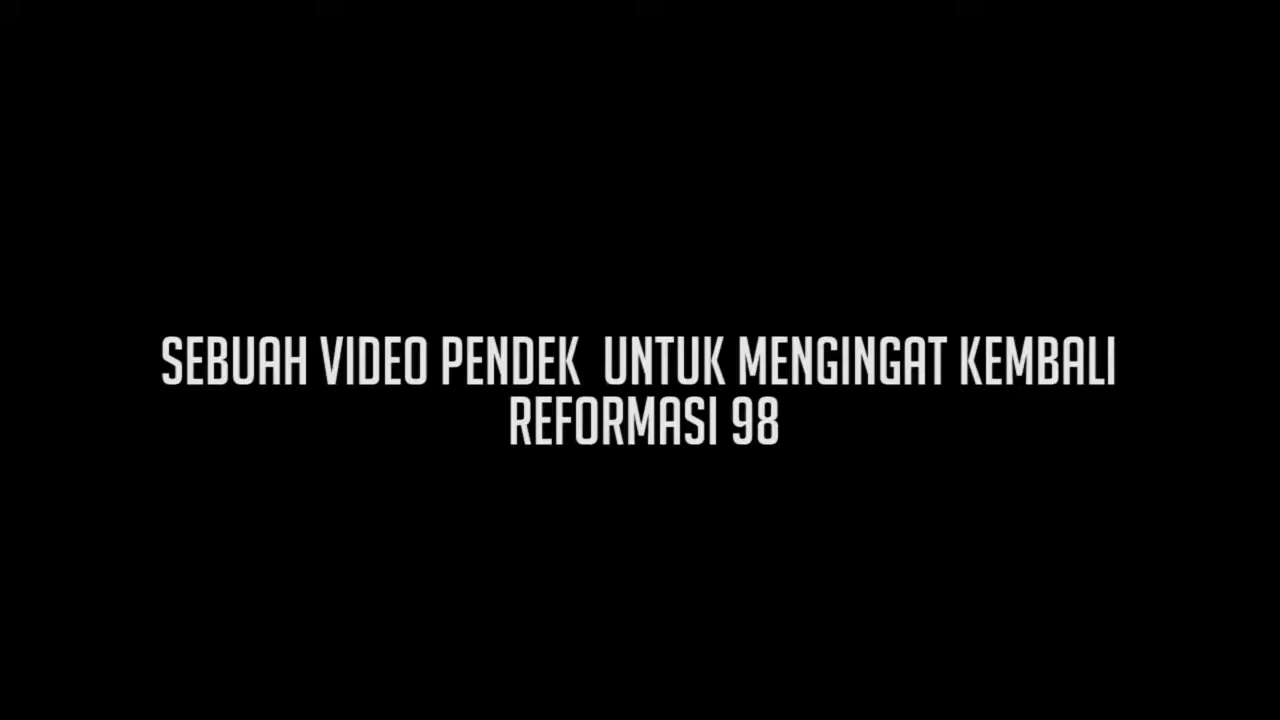 SEBUAH VIDEO PENDEK  UNTUK MENGINGAT KEMBALI
REFORMASI 98